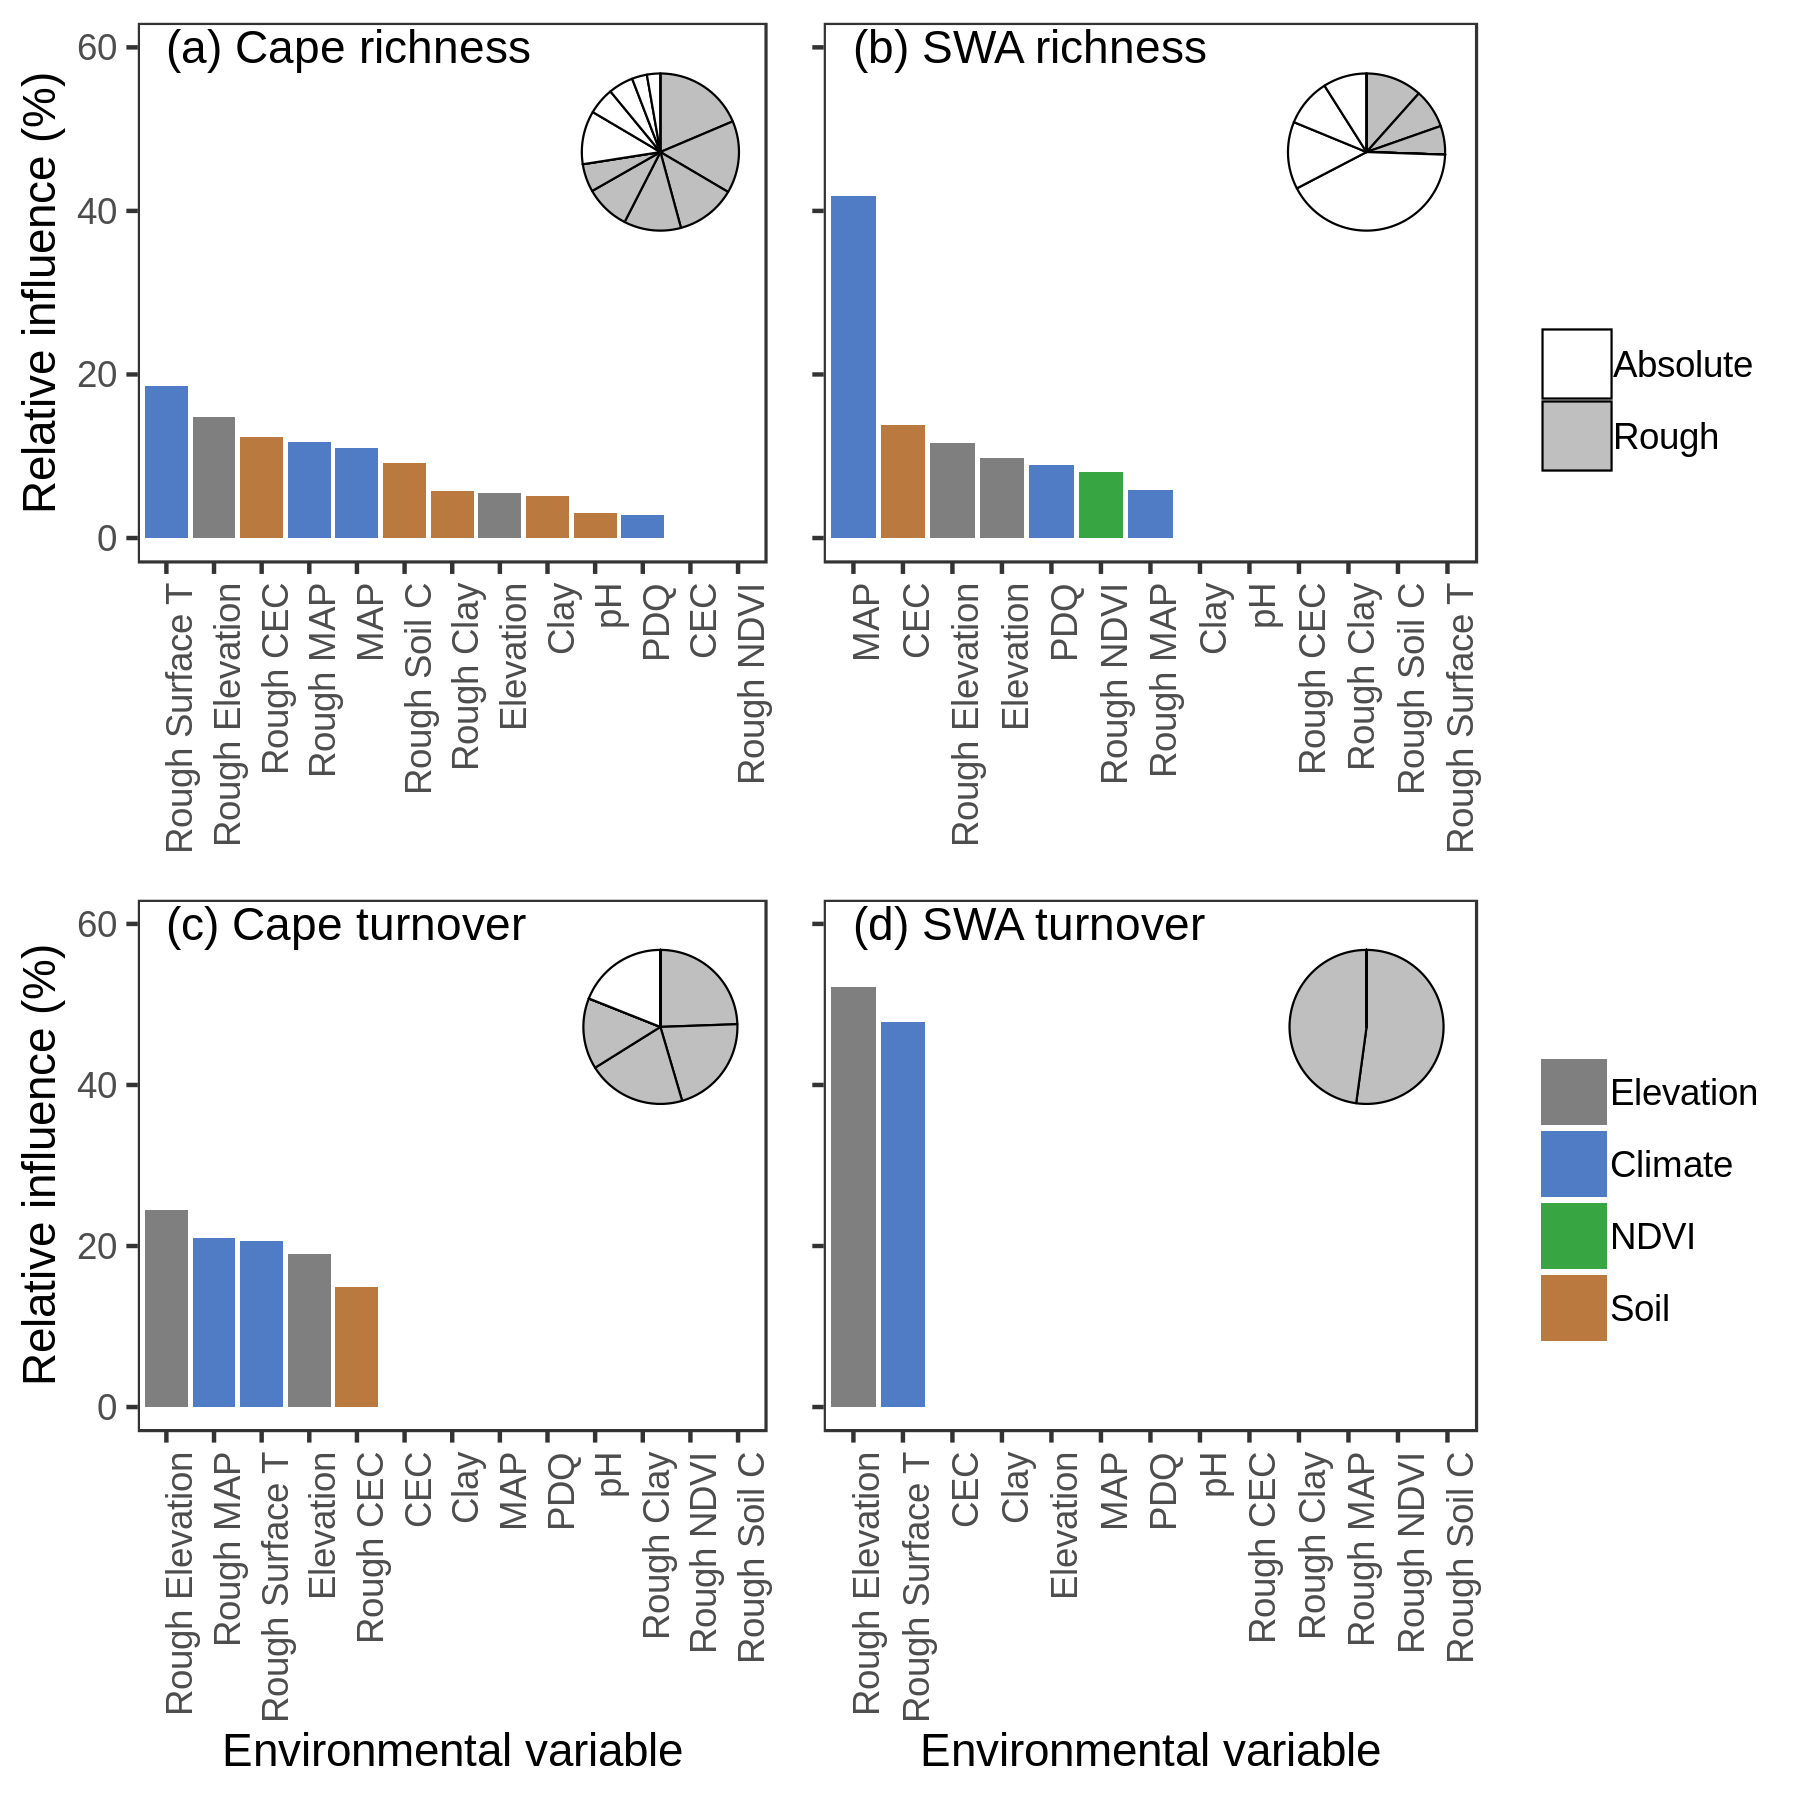 (a) Cape richness
(b) SWA richness
Relative influence (%)
60
40
20
0
Rough Surface T
Rough Elevation
Rough CEC
Rough MAP
MAP
Rough Soil C
Rough Clay
Elevation
Clay
pH
PDQ
CEC
Rough NDVI
MAP
CEC
Rough Elevation
Elevation
PDQ
Rough NDVI
Rough MAP
Clay
pH
Rough CEC
Rough Clay
Rough Soil C
Rough Surface T
Absolute
Rough
(c) Cape turnover
(d) SWA turnover
Relative influence (%)
60
40
20
0
Rough Elevation
Rough MAP
Rough Surface T
Elevation
Rough CEC
CEC
Clay
MAP
PDQ
pH
Rough Clay
Rough NDVI
Rough Soil C
Rough Elevation
Rough Surface T
CEC
Clay
Elevation
MAP
PDQ
pH
Rough CEC
Rough Clay
Rough MAP
Rough NDVI
Rough Soil C
Elevation
Climate
NDVI
Soil
Environmental variable
Environmental variable